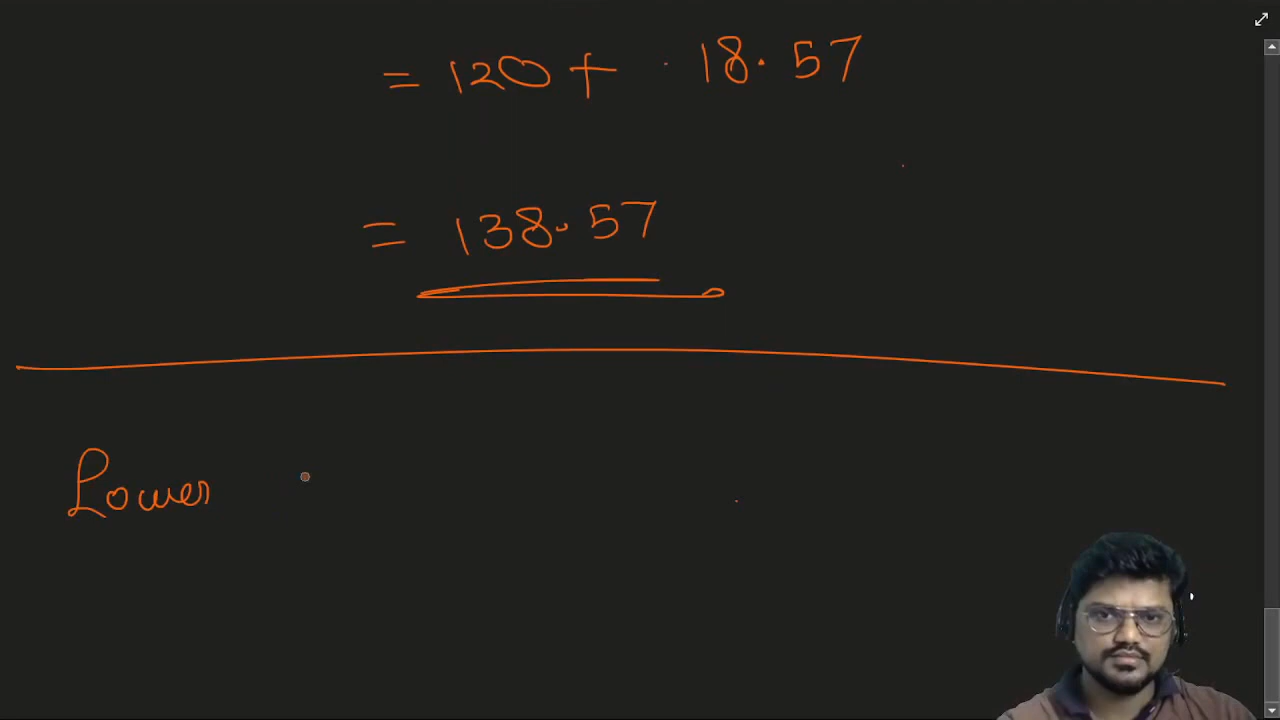 = 120 + 18.57
= 138.57
Lower